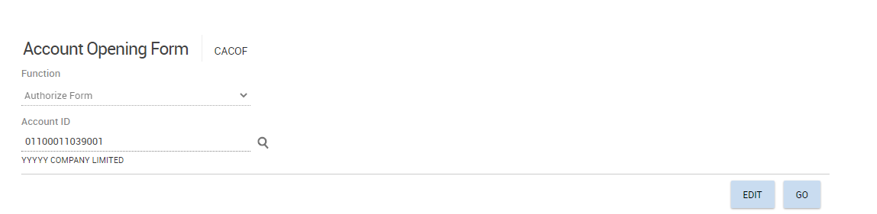 Account Opening Form CACOF
Function
Authorize Form
Account ID
01100011039001
YYYYY COMPANY LIMITED
EDIT GO